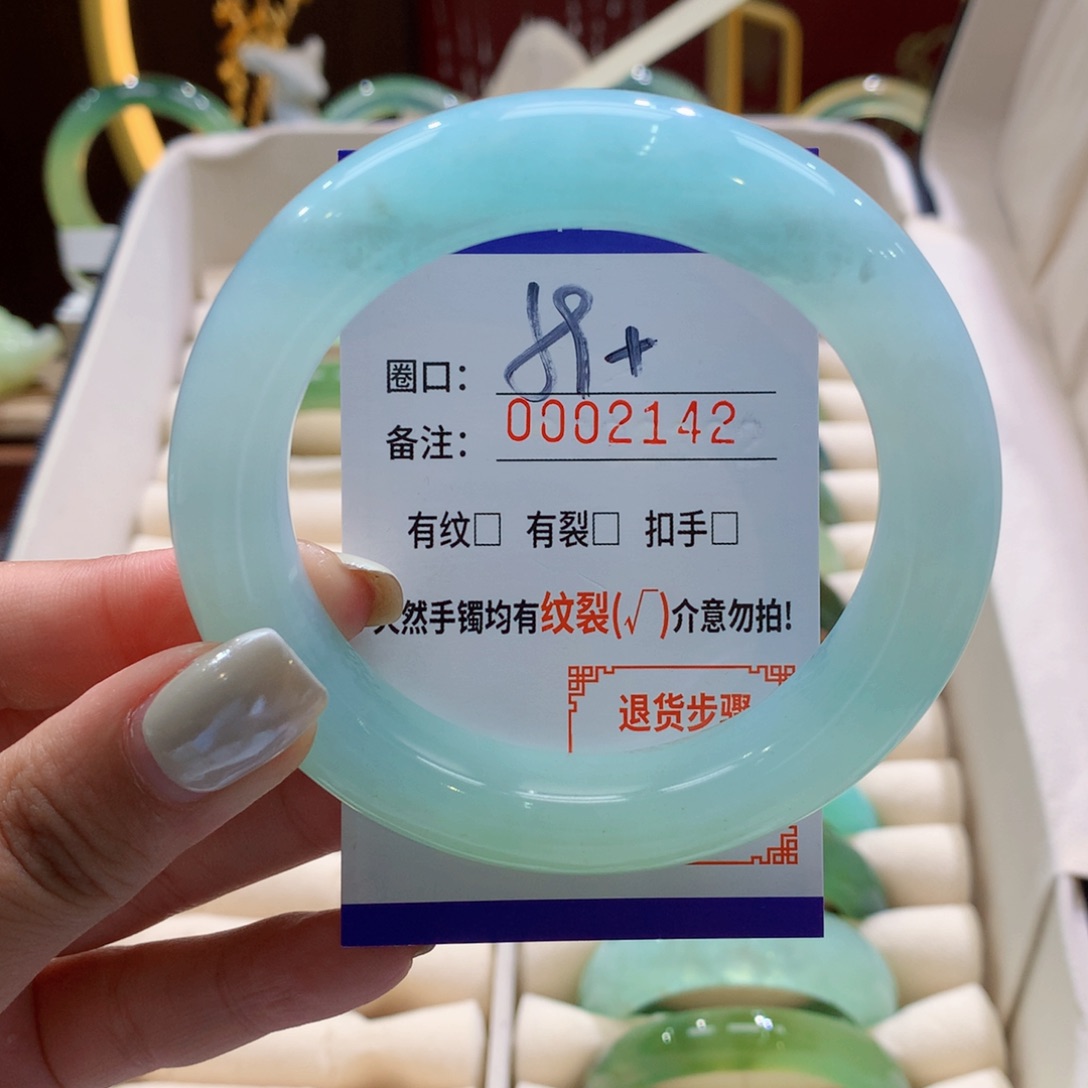 圈口:
备注: 0002142
有纹□ 有裂□ 扣手□
天然手镯均有纹裂(√)介意勿拍!
退货步骤